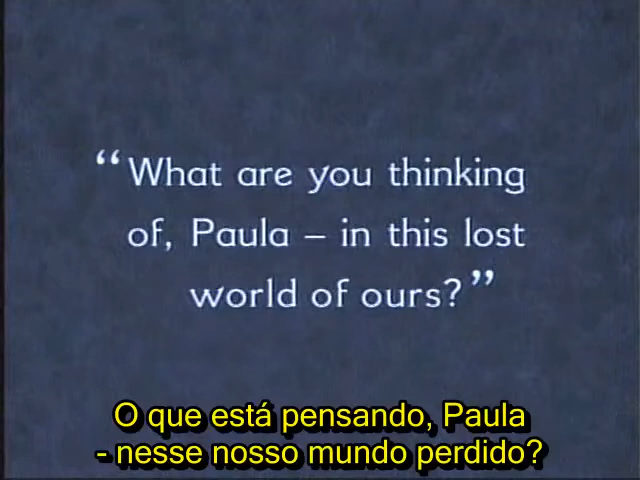 “What are you thinking
of, Paula – in this lost
world of ours?”
O que está pensando, Paula
- nesse nosso mundo perdido?